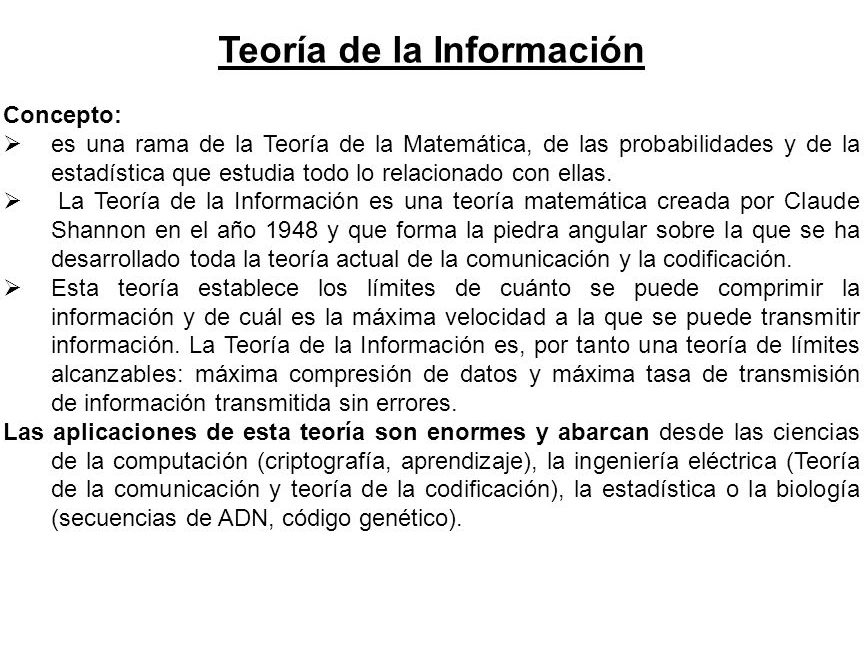 Teoría de la Información
Concepto:
➢ es una rama de la Teoría de la Matemática, de las probabilidades y de la
estadística que estudia todo lo relacionado con ellas.
➢ La Teoría de la Información es una teoría matemática creada por Claude
Shannon en el año 1948 y que forma la piedra angular sobre la que se ha
desarrollado toda la teoría actual de la comunicación y la codificación.
➢ Esta teoría establece los límites de cuánto se puede comprimir la
información y de cuál es la máxima velocidad a la que se puede transmitir
información. La Teoría de la Información es, por tanto una teoría de límites
alcanzables: máxima compresión de datos y máxima tasa de transmisión
de información transmitida sin errores.
Las aplicaciones de esta teoría son enormes y abarcan desde las ciencias
de la computación (criptografía, aprendizaje), la ingeniería eléctrica (Teoría
de la comunicación y teoría de la codificación), la estadística o la biología
(secuencias de ADN, código genético).